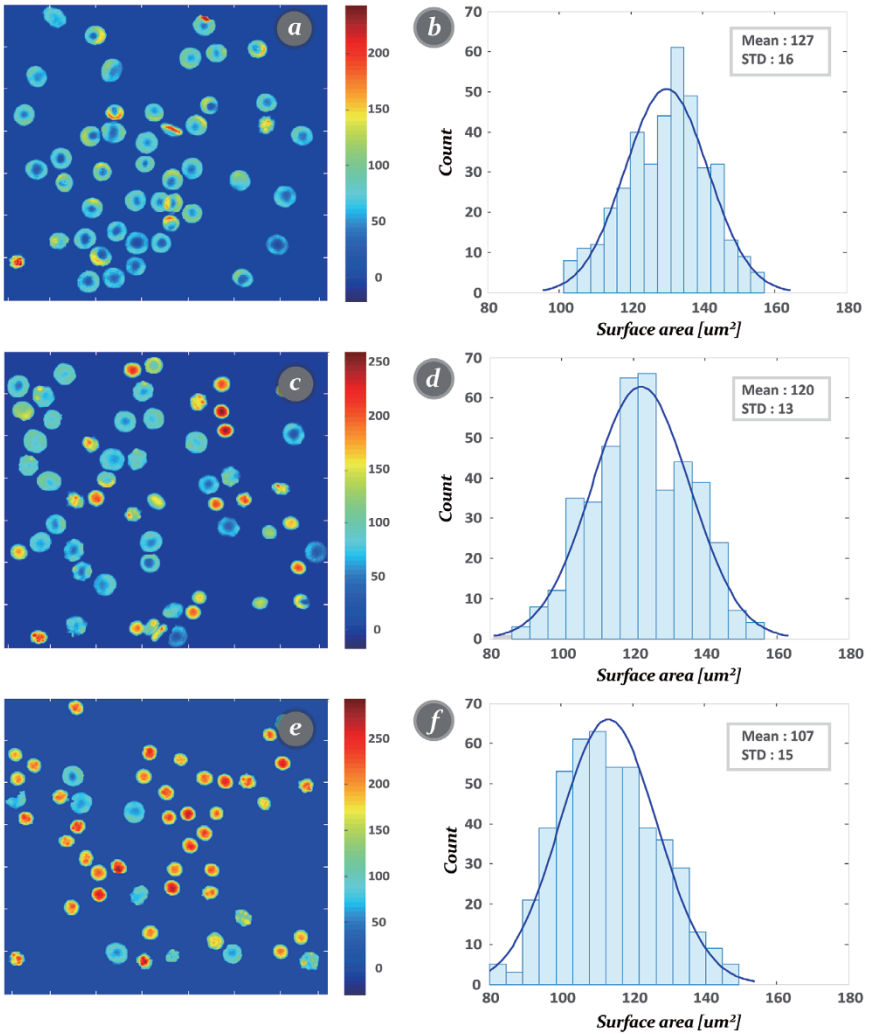 a
200
150
100
50
0
b
70
60
50
40
30
20
10
0
Count
Mean : 127
STD : 16
80 100 120 140 160 180
Surface area [um²]
c
250
200
150
100
50
0
d
70
60
50
40
30
20
10
0
Count
Mean : 120
STD : 13
80 100 120 140 160 180
Surface area [um²]
e
250
200
150
100
50
0
f
70
60
50
40
30
20
10
0
Count
Mean : 107
STD : 15
80 100 120 140 160 180
Surface area [um²]